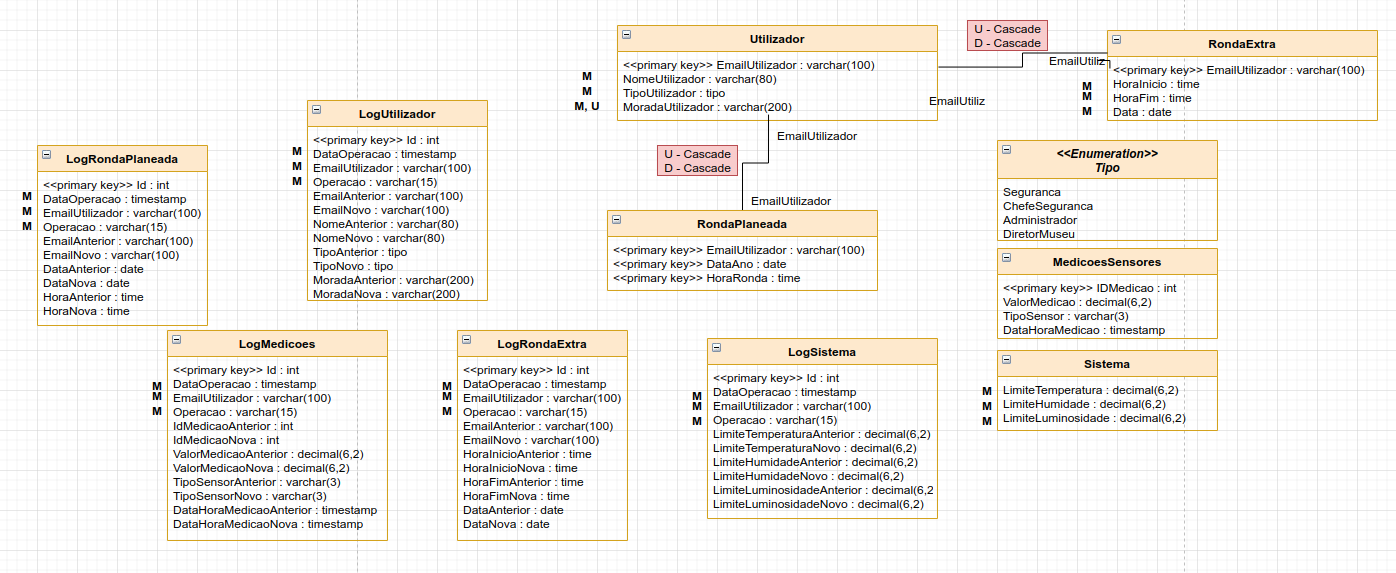 U - Cascade
D - Cascade
Utilizador
M
M
M, U
<<primary key>> EmailUtilizador : varchar(100)
NomeUtilizador : varchar(80)
TipoUtilizador : tipo
MoradaUtilizador : varchar(200)
EmailUtiliz
EmailUtiliz
RondaExtra
M
M
M
<<primary key>> EmailUtilizador : varchar(100)
HoraInicio : time
HoraFim : time
Data : date
EmailUtilizador
U - Cascade
D - Cascade
EmailUtilizador
RondaPlaneada
<<primary key>> EmailUtilizador : varchar(100)
<<primary key>> DataAno : date
<<primary key>> HoraRonda : time
LogUtilizador
M
M
M
<<primary key>> Id : int
DataOperacao : timestamp
EmailUtilizador : varchar(100)
Operacao : varchar(15)
EmailAnterior : varchar(100)
EmailNovo : varchar(100)
NomeAnterior : varchar(80)
NomeNovo : varchar(80)
TipoAnterior : tipo
TipoNovo : tipo
MoradaAnterior : varchar(200)
MoradaNova : varchar(200)
LogRondaPlaneada
M
M
M
<<primary key>> Id : int
DataOperacao : timestamp
EmailUtilizador : varchar(100)
Operacao : varchar(15)
EmailAnterior : varchar(100)
EmailNovo : varchar(100)
DataAnterior : date
DataNova : date
HoraAnterior : time
HoraNova : time
<<Enumeration>>
Tipo
Seguranca
ChefeSeguranca
Administrador
DiretorMuseu
MedicoesSensores
<<primary key>> IDMedicao : int
ValorMedicao : decimal(6,2)
TipoSensor : varchar(3)
DataHoraMedicao : timestamp
LogMedicoes
M
M
M
<<primary key>> Id : int
DataOperacao : timestamp
EmailUtilizador : varchar(100)
Operacao : varchar(15)
IdMedicaoAnterior : int
IdMedicaoNova : int
ValorMedicaoAnterior : decimal(6,2)
ValorMedicaoNova : decimal(6,2)
TipoSensorAnterior : varchar(3)
TipoSensorNovo : varchar(3)
DataHoraMedicaoAnterior : timestamp
DataHoraMedicaoNova : timestamp
LogRondaExtra
M
M
M
<<primary key>> Id : int
DataOperacao : timestamp
EmailUtilizador : varchar(100)
Operacao : varchar(15)
EmailAnterior : varchar(100)
EmailNovo : varchar(100)
HoraInicioAnterior : time
HoraInicioNova : time
HoraFimAnterior : time
HoraFimNova : time
DataAnterior : date
DataNova : date
LogSistema
M
M
M
<<primary key>> Id : int
DataOperacao : timestamp
EmailUtilizador : varchar(100)
Operacao : varchar(15)
LimiteTemperaturaAnterior : decimal(6,2)
LimiteTemperaturaNovo : decimal(6,2)
LimiteHumidadeAnterior : decimal(6,2)
LimiteHumidadeNovo : decimal(6,2)
LimiteLuminosidadeAnterior : decimal(6,2
LimiteLuminosidadeNovo : decimal(6,2)
Sistema
M
M
M
LimiteTemperatura : decimal(6,2)
LimiteHumidade : decimal(6,2)
LimiteLuminosidade : decimal(6,2)